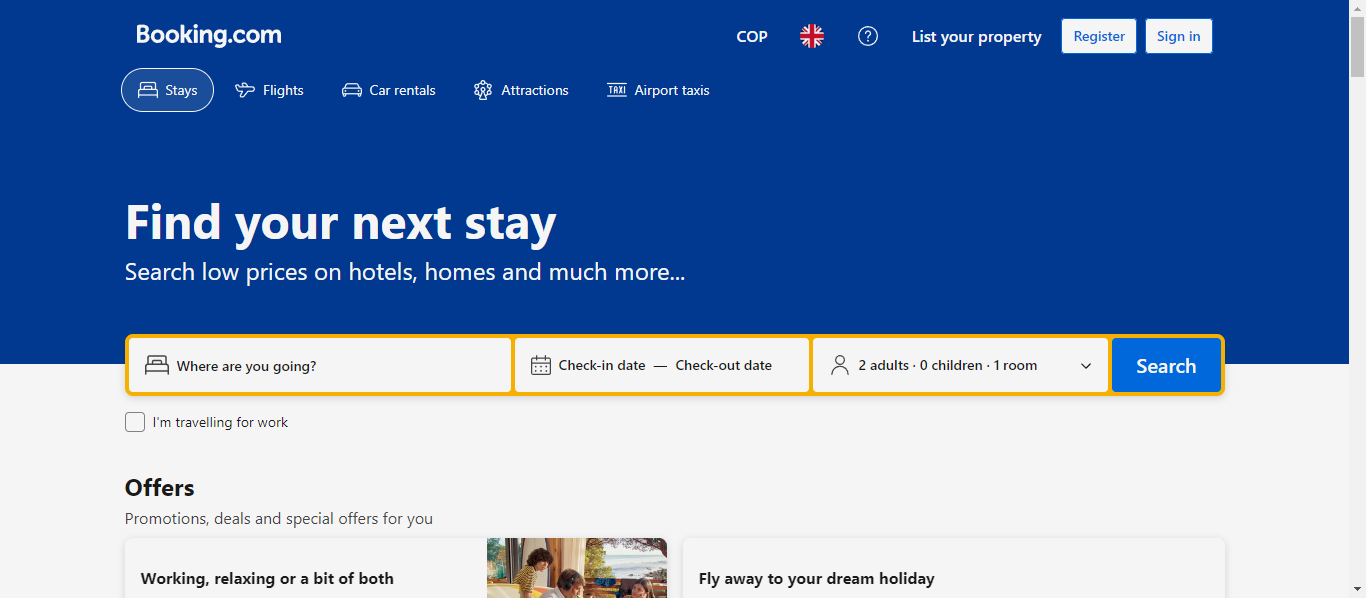 Booking.com
COP
List your property
Register
Sign in
Stays
Flights
Car rentals
Attractions
TAXI
Airport taxis
Find your next stay
Search low prices on hotels, homes and much more...
Where are you going?
Check-in date — Check-out date
2 adults · 0 children · 1 room
Search
I'm travelling for work
Offers
Promotions, deals and special offers for you
Working, relaxing or a bit of both
Fly away to your dream holiday